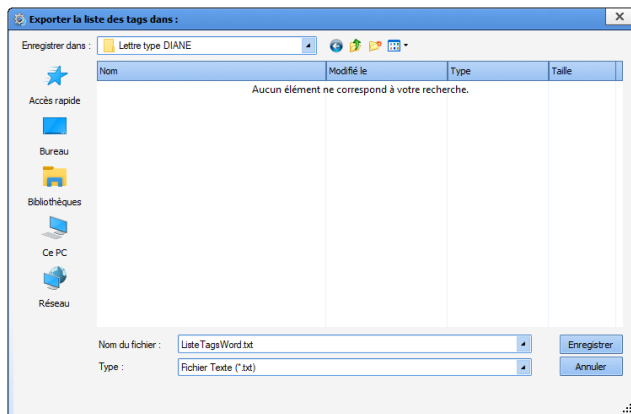 Exporter la liste des tags dans :
Enregistrer dans : Lettre type DIANE
Nom Modifié le Type Taille
Aucun élément ne correspond à votre recherche.
Accès rapide
Bureau
Bibliothèques
Ce PC
Réseau
Nom du fichier : ListeTagsWord.txt Enregistrer
Type : Fichier Texte (*.txt) Annuler